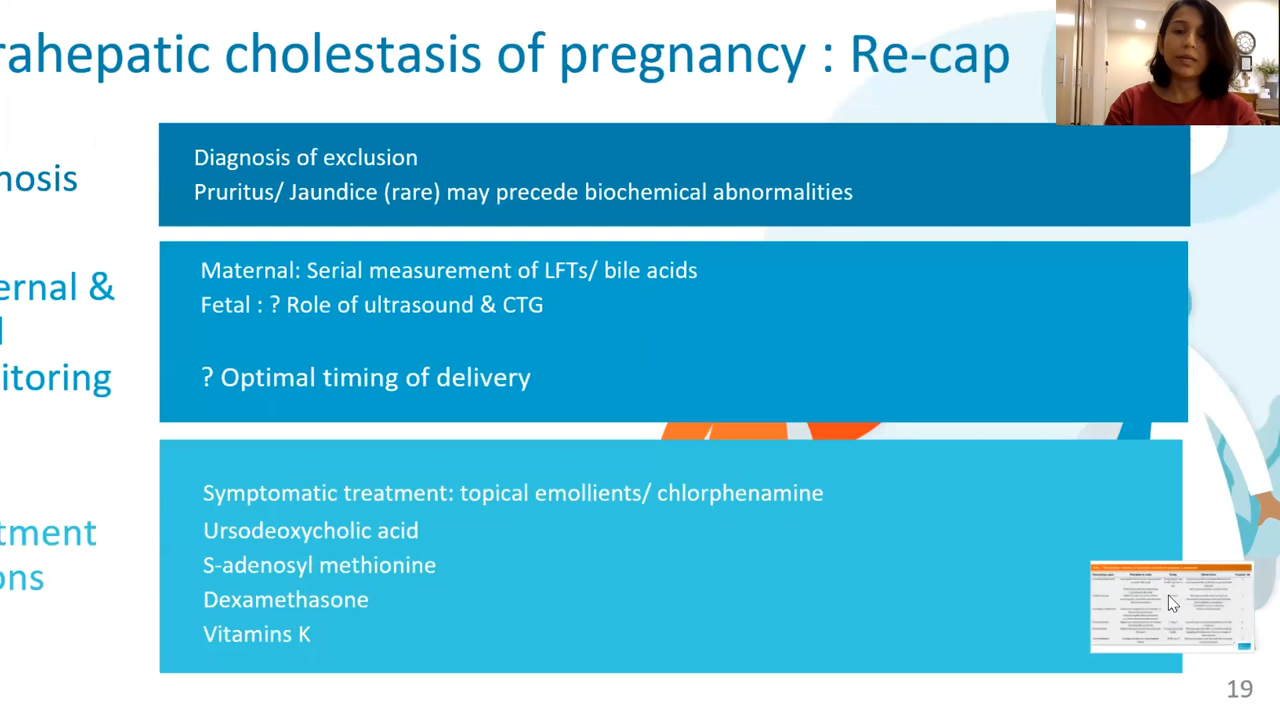 rahepatic cholestasis of pregnancy : Re-cap
nosis
Diagnosis of exclusion
Pruritus/ Jaundice (rare) may precede biochemical abnormalities
ernal &
itoring
Maternal: Serial measurement of LFTs/ bile acids
Fetal : ? Role of ultrasound & CTG
? Optimal timing of delivery
tment
ons
Symptomatic treatment: topical emollients/ chlorphenamine
Ursodeoxycholic acid
S-adenosyl methionine
Dexamethasone
Vitamins K
19